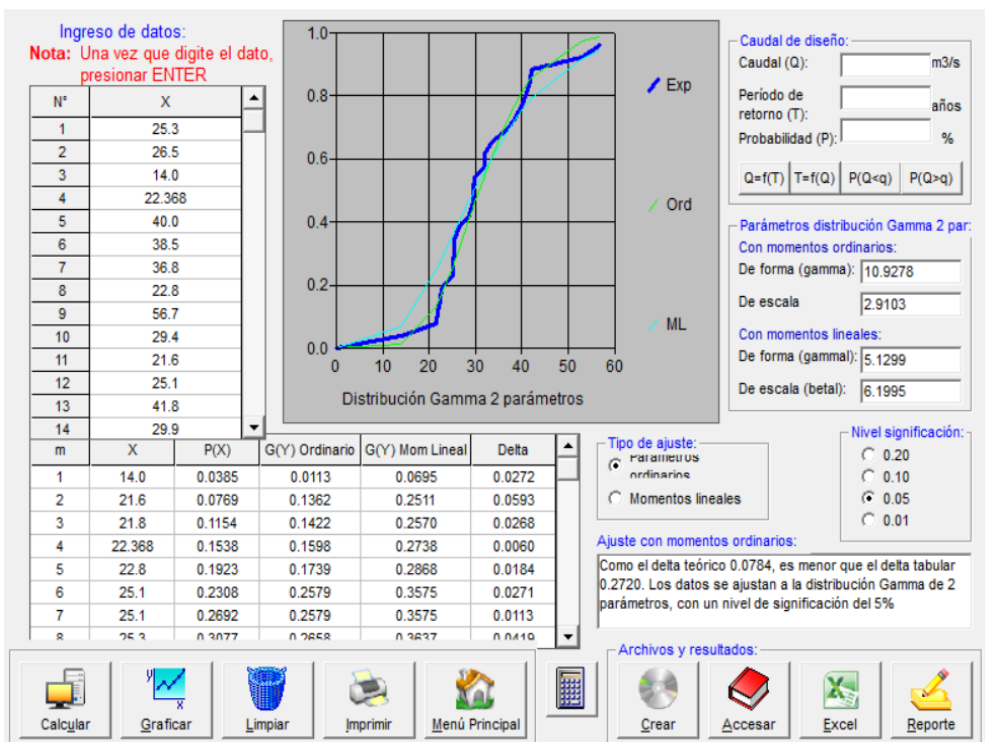 Ingreso de datos:
Nota: Una vez que digite el dato,
presionar ENTER
N° X
1 25.3
2 26.5
3 14.0
4 22.368
5 40.0
6 38.5
7 36.8
8 22.8
9 56.7
10 29.4
11 21.6
12 25.1
13 41.8
14 29.9
1.0
0.8
0.6
0.4
0.2
0.0
0 10 20 30 40 50 60
Distribución Gamma 2 parámetros
Exp
Ord
ML
Caudal de diseño:
Caudal (Q): m3/s
Período de
retorno (T): años
Probabilidad (P): %
Q=f(T) T=f(Q) P(Q<q) P(Q>q)
Parámetros distribución Gamma 2 par:
Con momentos ordinarios:
De forma (gamma): 10.9278
De escala 2.9103
Con momentos lineales:
De forma (gammal): 5.1299
De escala (betal): 6.1995
m X P(X) G(Y) Ordinario G(Y) Mom Lineal Delta
1 14.0 0.0385 0.0113 0.0695 0.0272
2 21.6 0.0769 0.1362 0.2511 0.0593
3 21.8 0.1154 0.1422 0.2570 0.0268
4 22.368 0.1538 0.1598 0.2738 0.0060
5 22.8 0.1923 0.1739 0.2868 0.0184
6 25.1 0.2308 0.2579 0.3575 0.0271
7 25.1 0.2692 0.2579 0.3575 0.0113
8 25.3 0.3077 0.2658 0.3637 0.0419
Tipo de ajuste:
Parámetros
ordinarios
Momentos lineales
Nivel significación:
0.20
0.10
0.05
0.01
Ajuste con momentos ordinarios:
Como el delta teórico 0.0784, es menor que el delta tabular
0.2720. Los datos se ajustan a la distribución Gamma de 2
parámetros, con un nivel de significación del 5%
Calcular Graficar Limpiar Imprimir Menú Principal
Archivos y resultados:
Crear Accesar Excel Reporte